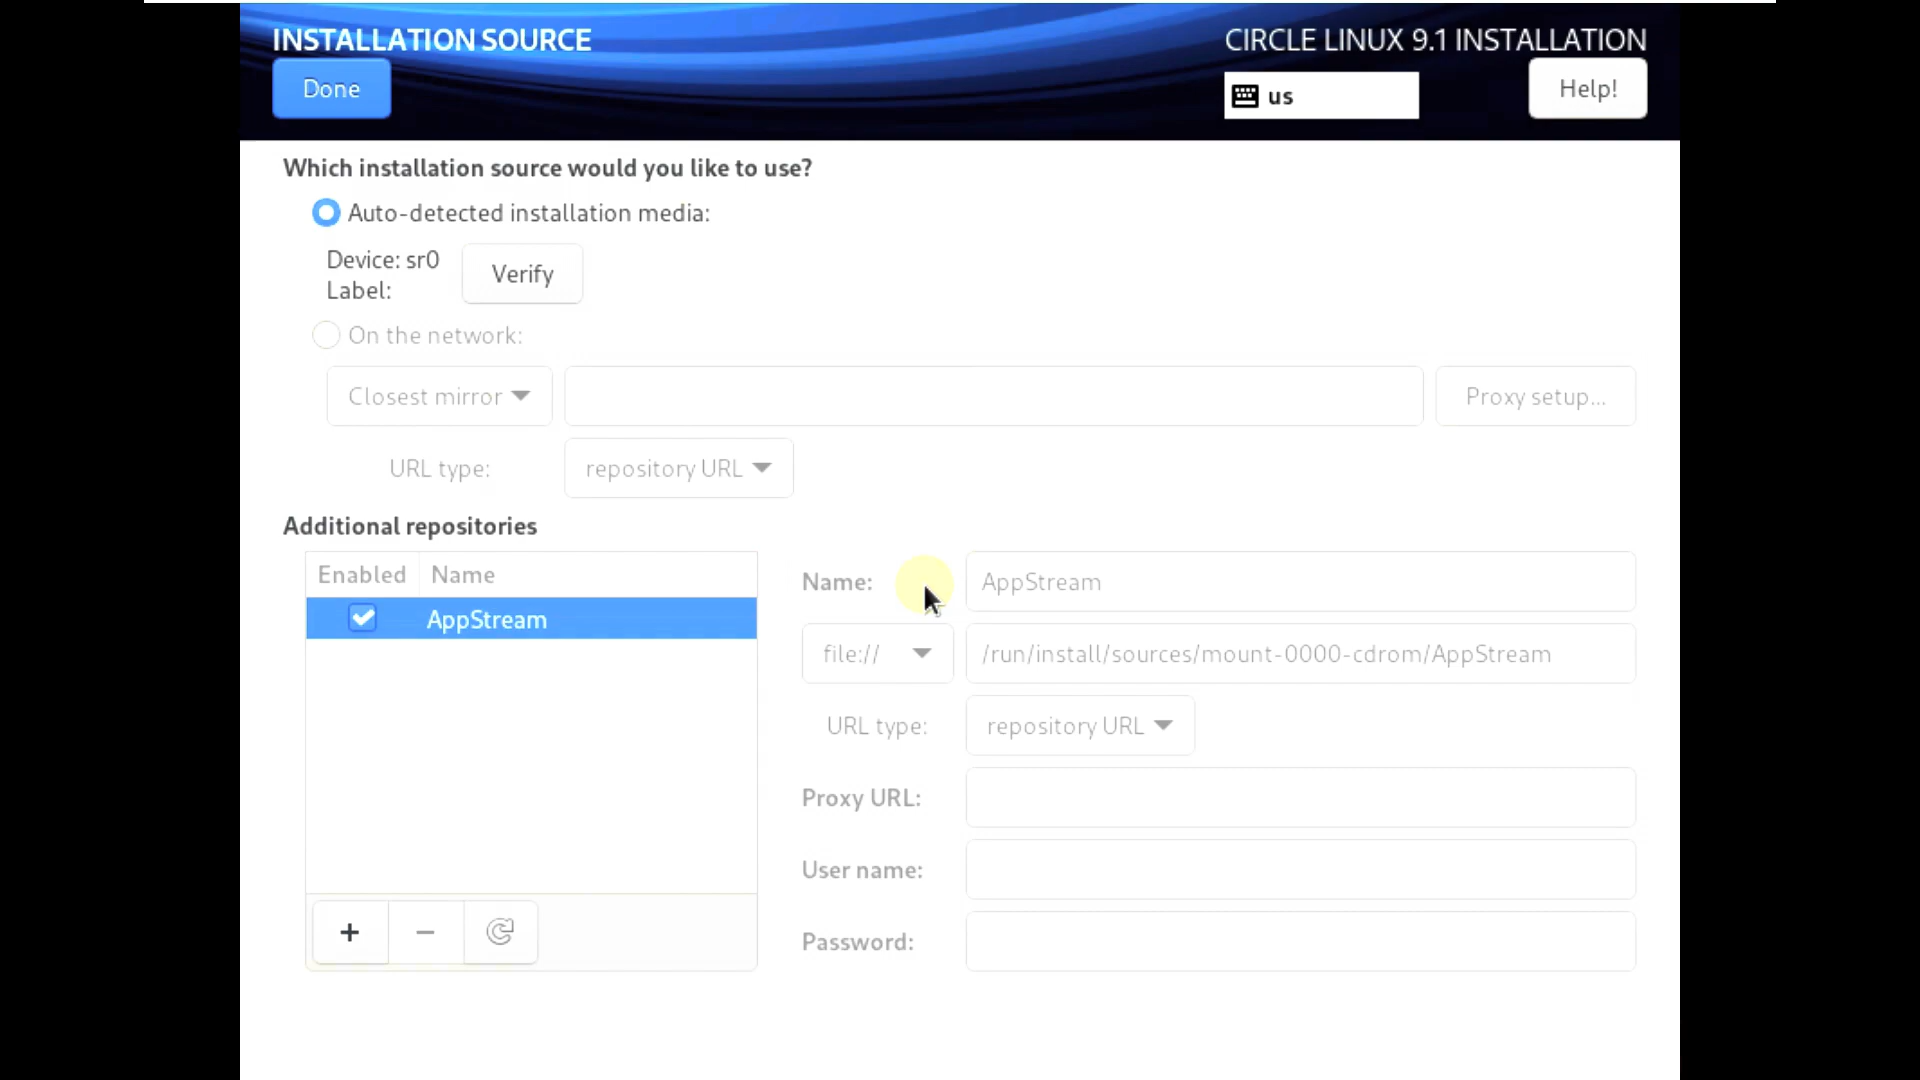 INSTALLATION SOURCE
CIRCLE LINUX 9.1 INSTALLATION
Done
us
Help!
Which installation source would you like to use?
Auto-detected installation media:
Device: sr0
Label:
Verify
On the network:
Closest mirror
Proxy setup...
URL type:
repository URL
Additional repositories
Enabled Name
AppStream
Name:
AppStream
file://
/run/install/sources/mount-0000-cdrom/AppStream
URL type:
repository URL
Proxy URL:
User name:
Password: